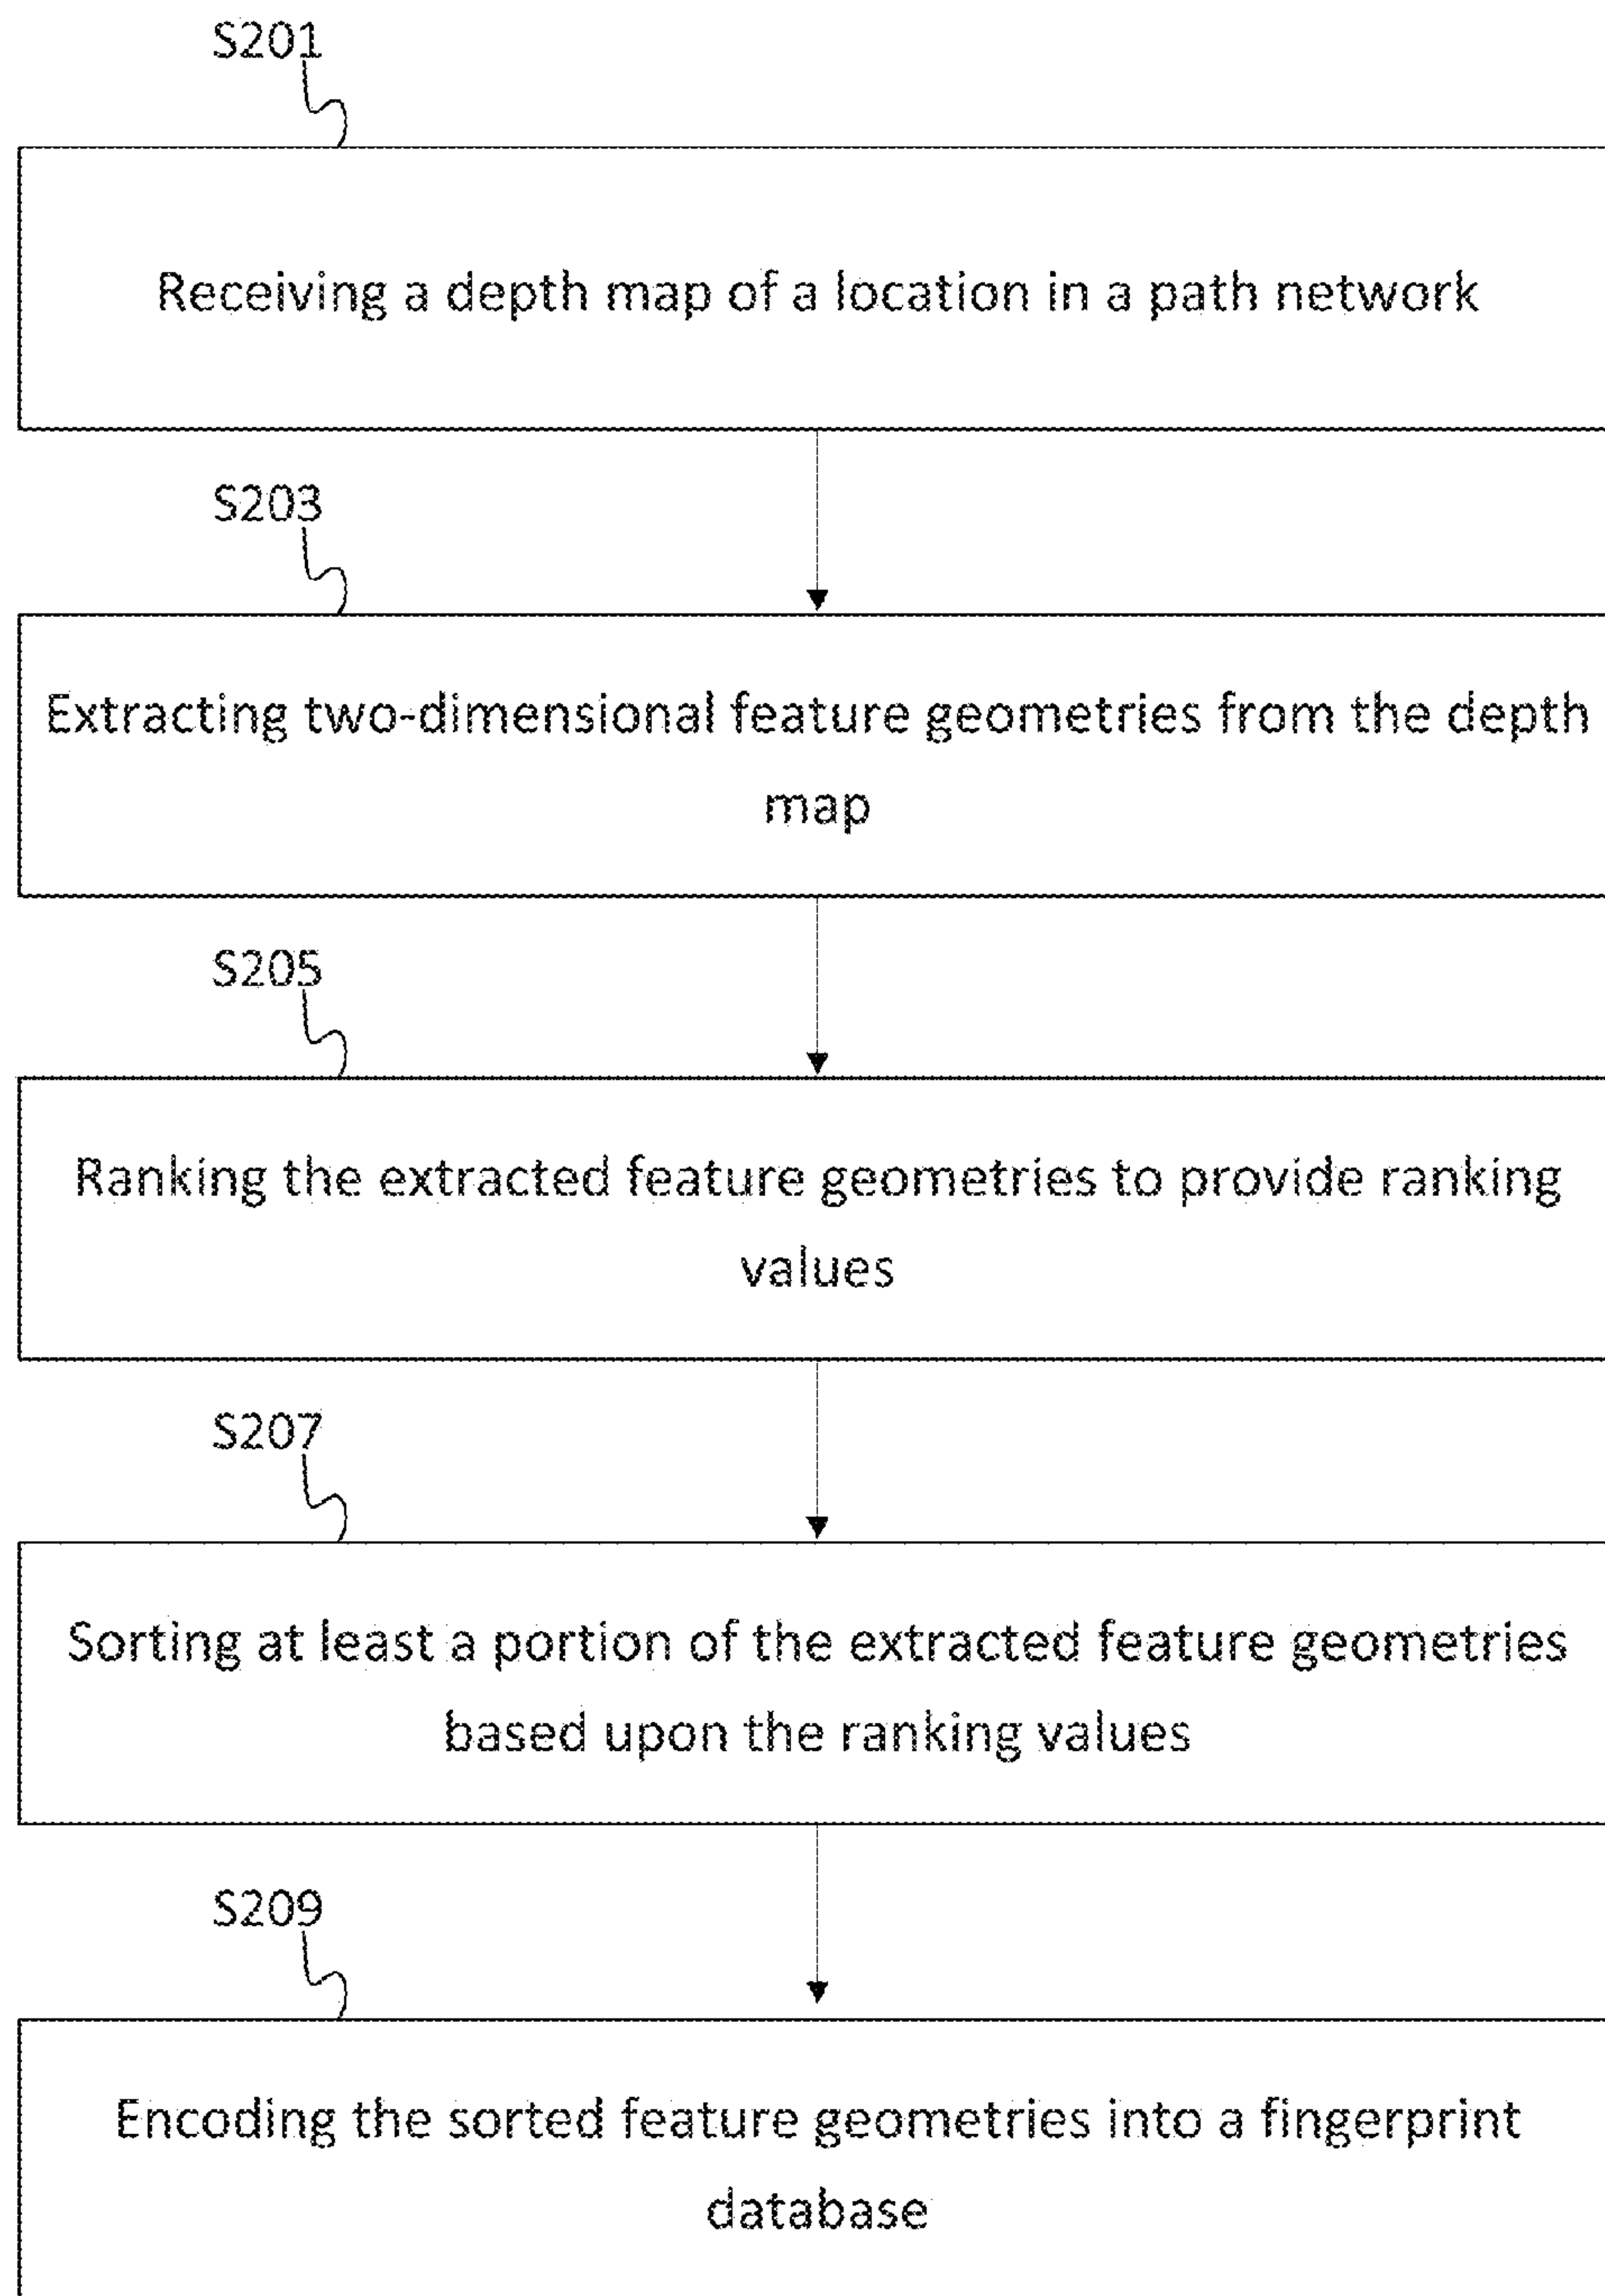 S201
Receiving a depth map of a location in a path network
S203
Extracting two-dimensional feature geometries from the depth
map
S205
Ranking the extracted feature geometries to provide ranking
values
S207
Sorting at least a portion of the extracted feature geometries
based upon the ranking values
S209
Encoding the sorted feature geometries into a fingerprint
database